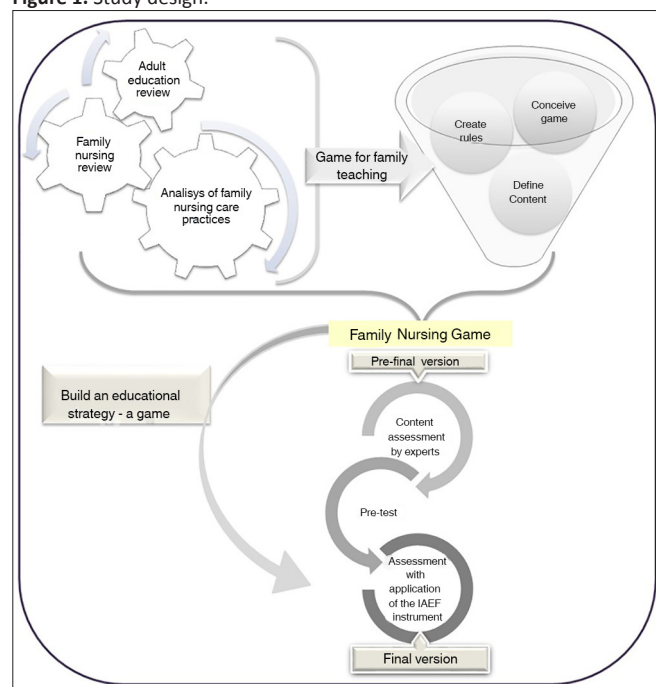 Figure 1. Study design.
Adult
education
review
Family
nursing
review
Analisys of family
nursing care
practices
Game for family
teaching
Create
rules
Conceive
game
Define
Content
Family Nursing Game
Pre-final version
Build an educational
strategy - a game
Content
assessment
by experts
Pre-test
Assessment
with
application
of the IAEF
instrument
Final version